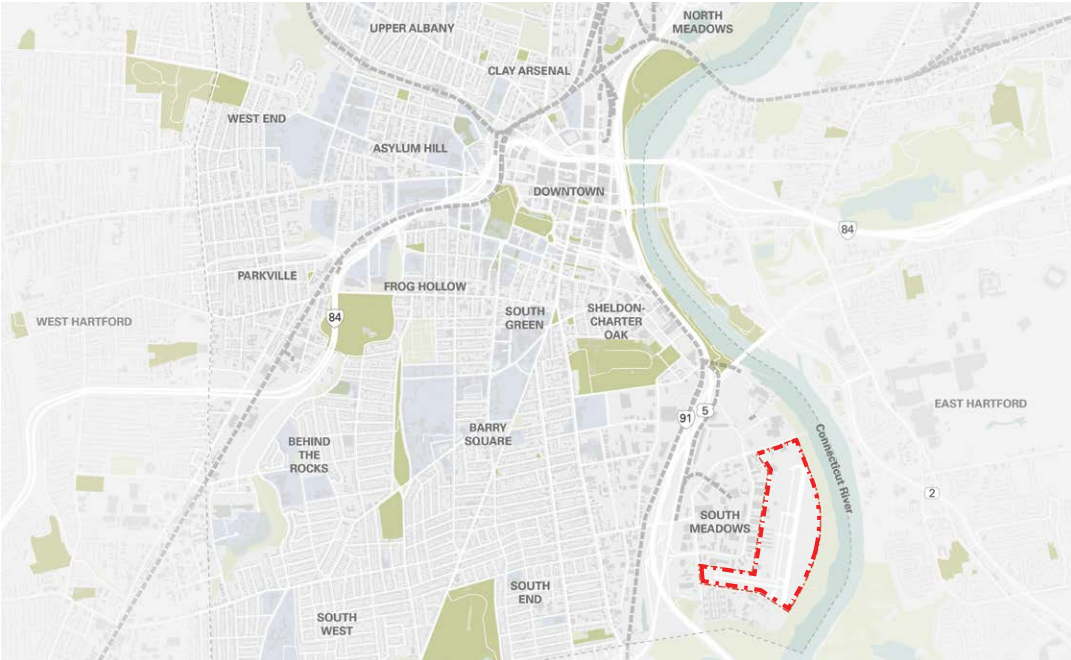 UPPER ALBANY
NORTH
MEADOWS
CLAY ARSENAL
WEST END
ASYLUM HILL
DOWNTOWN
84
PARKVILLE
FROG HOLLOW
SOUTH
GREEN
SHELDON-
CHARTER
OAK
WEST HARTFORD
84
EAST HARTFORD
91
5
BARRY
SQUARE
BEHIND
THE
ROCKS
Connecticut River
2
SOUTH
MEADOWS
SOUTH
END
SOUTH
WEST